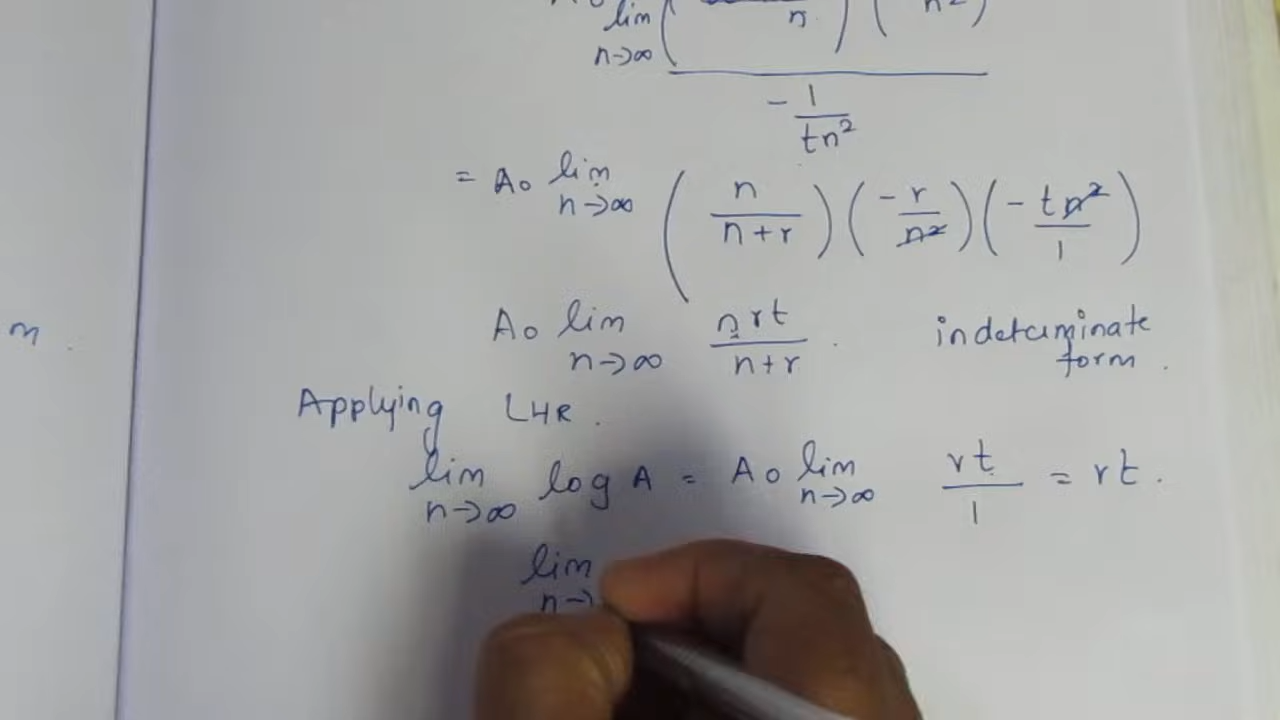 lim n→∞ ( n ) ( n² )
- 1/tn²
= A₀ lim n→∞ ( n/n+r ) ( -r/n² ) ( -tn²/1 )
A₀ lim n→∞ nrt/n+r . indeterminate form .
Applying LHR .
lim n→∞ log A = A₀ lim n→∞ rt/1 = rt .
lim n→
n .